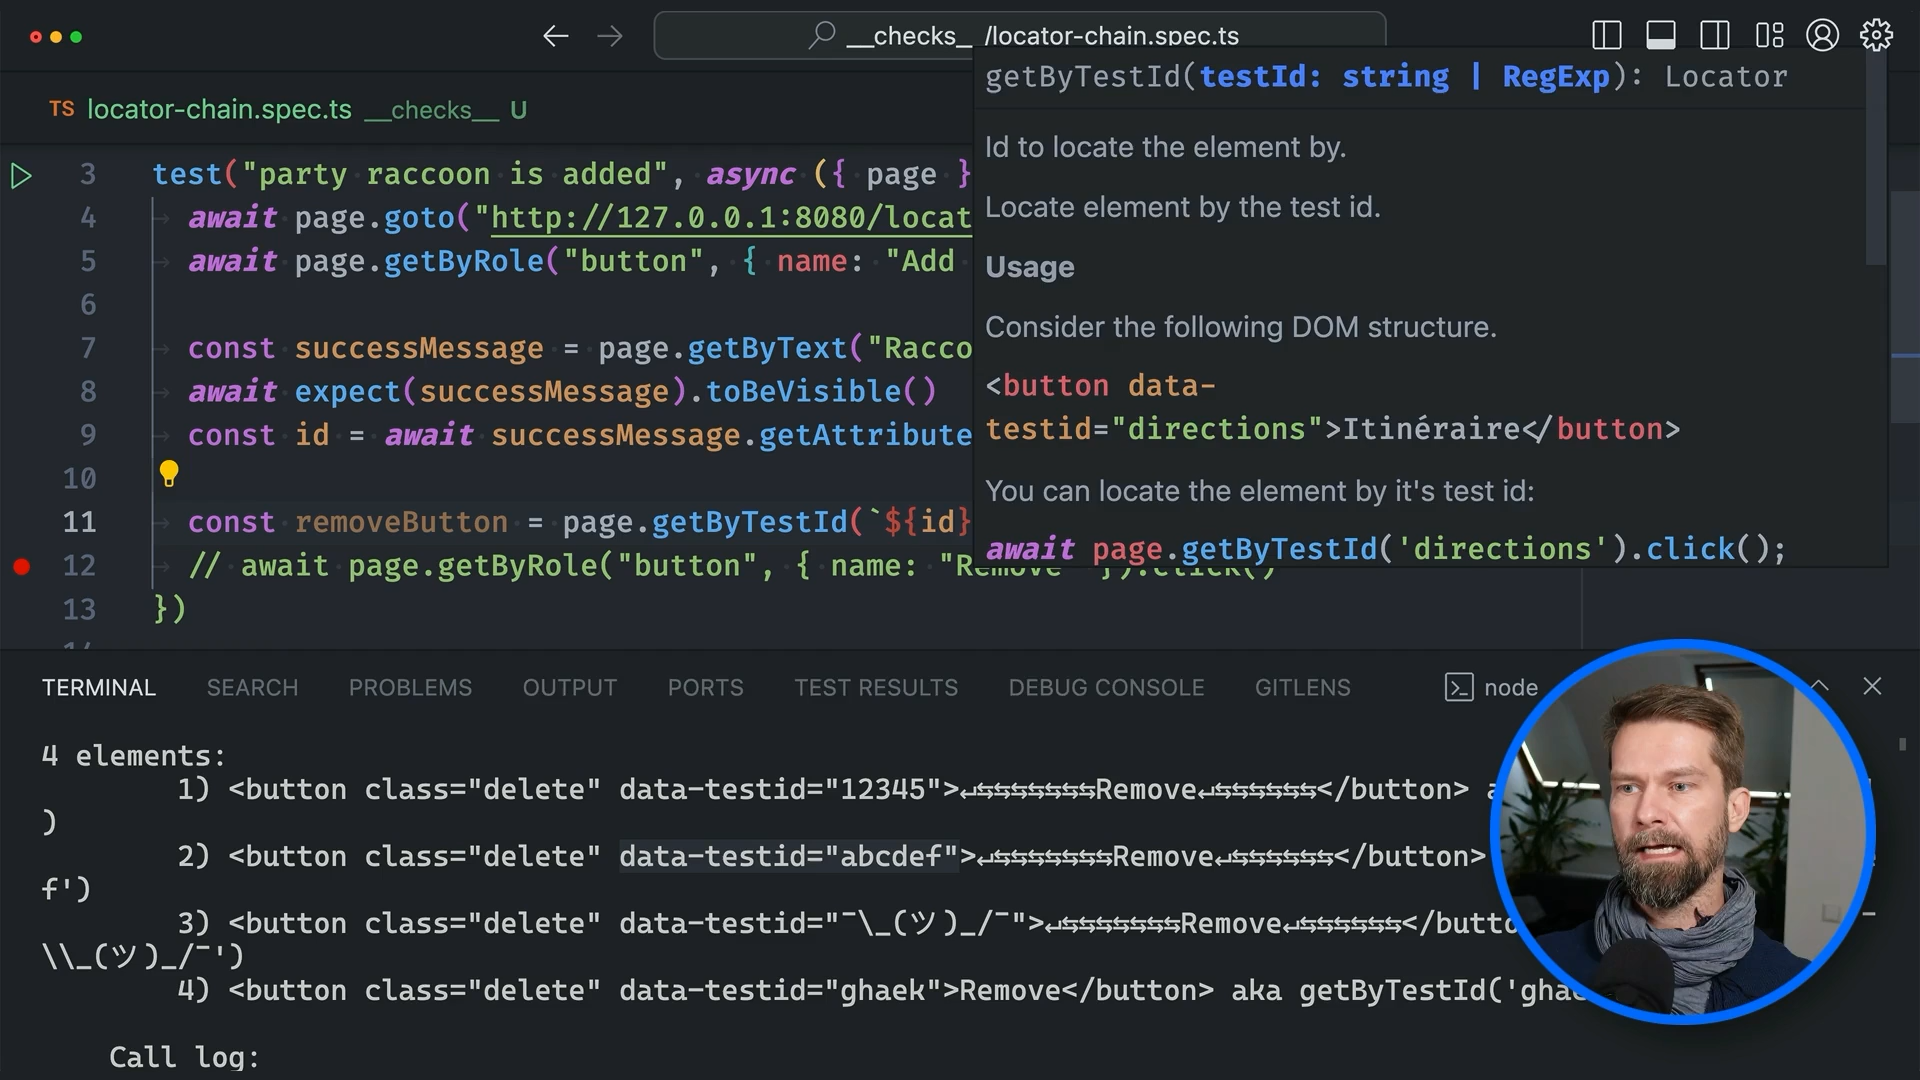 __checks__/locator-chain.spec.ts
TS locator-chain.spec.ts __checks__ U
3 test("party raccoon is added", async ({ page }
4 await page.goto("http://127.0.0.1:8080/locat
5 await page.getByRole("button", { name: "Add
6
7 const successMessage = page.getByText("Racco
8 await expect(successMessage).toBeVisible()
9 const id = await successMessage.getAttribute
10
11 const removeButton = page.getByTestId(`${id}
12 // await page.getByRole("button", { name: "Remove" }).click()
13 })
getByTestId(testId: string | RegExp): Locator
Id to locate the element by.
Locate element by the test id.
Usage
Consider the following DOM structure.
<button data-
testid="directions">Itinéraire</button>
You can locate the element by it's test id:
await page.getByTestId('directions').click();
TERMINAL SEARCH PROBLEMS OUTPUT PORTS TEST RESULTS DEBUG CONSOLE GITLENS node
4 elements:
1) <button class="delete" data-testid="12345">↵⇆⇆⇆⇆⇆⇆⇆Remove↵⇆⇆⇆⇆⇆⇆</button> a
)
2) <button class="delete" data-testid="abcdef">↵⇆⇆⇆⇆⇆⇆⇆Remove↵⇆⇆⇆⇆⇆⇆</button>
f')
3) <button class="delete" data-testid="¯\_(ツ)_/¯">↵⇆⇆⇆⇆⇆⇆⇆Remove↵⇆⇆⇆⇆⇆⇆</butto
\\_(ツ)_/¯')
4) <button class="delete" data-testid="ghaek">Remove</button> aka getByTestId('ghae
Call log: